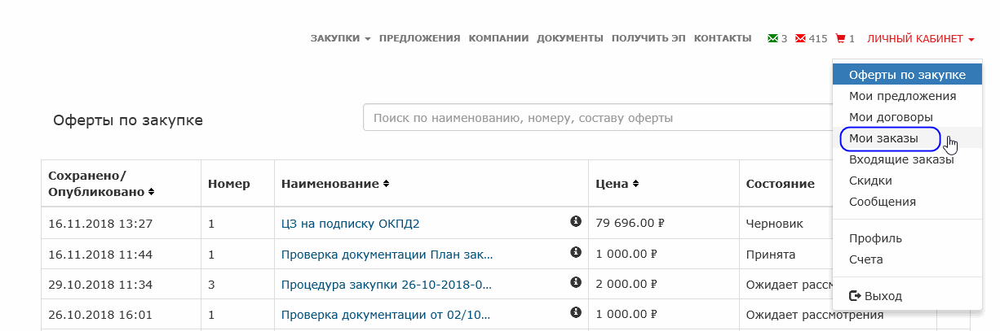 ЗАКУПКИ ПРЕДЛОЖЕНИЯ КОМПАНИИ ДОКУМЕНТЫ ПОЛУЧИТЬ ЭП КОНТАКТЫ 3 415 1 ЛИЧНЫЙ КАБИНЕТ
Оферты по закупке
Мои предложения
Мои договоры
Мои заказы
Входящие заказы
Скидки
Сообщения
Профиль
Счета
Выход
Оферты по закупке
Поиск по наименованию, номеру, составу оферты
Сохранено/
Опубликовано Номер Наименование Цена Состояние
16.11.2018 13:27 1 ЦЗ на подписку ОКПД2 79 696.00 ₽ Черновик
16.11.2018 11:44 1 Проверка документации План зак... 1 000.00 ₽ Принята
29.10.2018 11:34 3 Процедура закупки 26-10-2018-0... 2 000.00 ₽ Ожидает
26.10.2018 16:01 1 Проверка документации от 02/10... 1 000.00 ₽ Ожидает рассмотрения